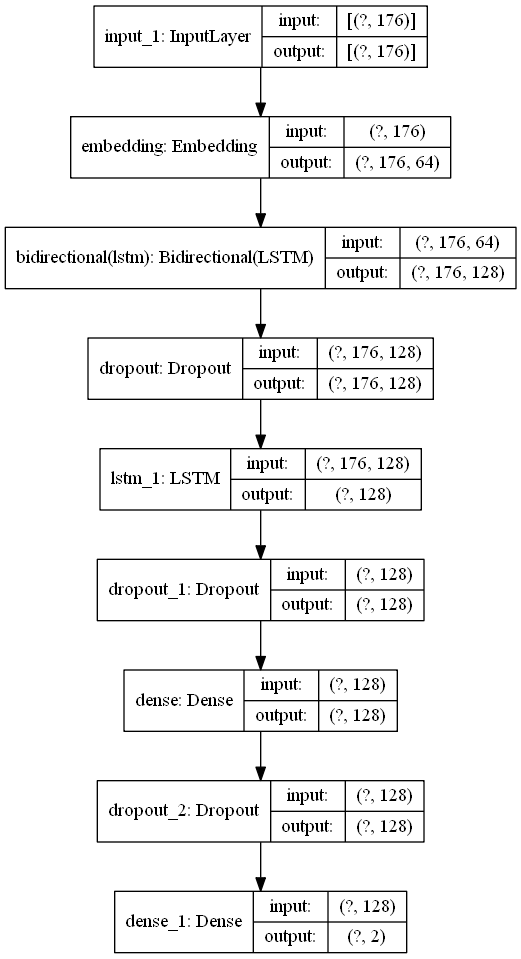 input_1: InputLayer
input: [(?, 176)]
output: [(?, 176)]
embedding: Embedding
input: (?, 176)
output: (?, 176, 64)
bidirectional(lstm): Bidirectional(LSTM)
input: (?, 176, 64)
output: (?, 176, 128)
dropout: Dropout
input: (?, 176, 128)
output: (?, 176, 128)
lstm_1: LSTM
input: (?, 176, 128)
output: (?, 128)
dropout_1: Dropout
input: (?, 128)
output: (?, 128)
dense: Dense
input: (?, 128)
output: (?, 128)
dropout_2: Dropout
input: (?, 128)
output: (?, 128)
dense_1: Dense
input: (?, 128)
output: (?, 2)